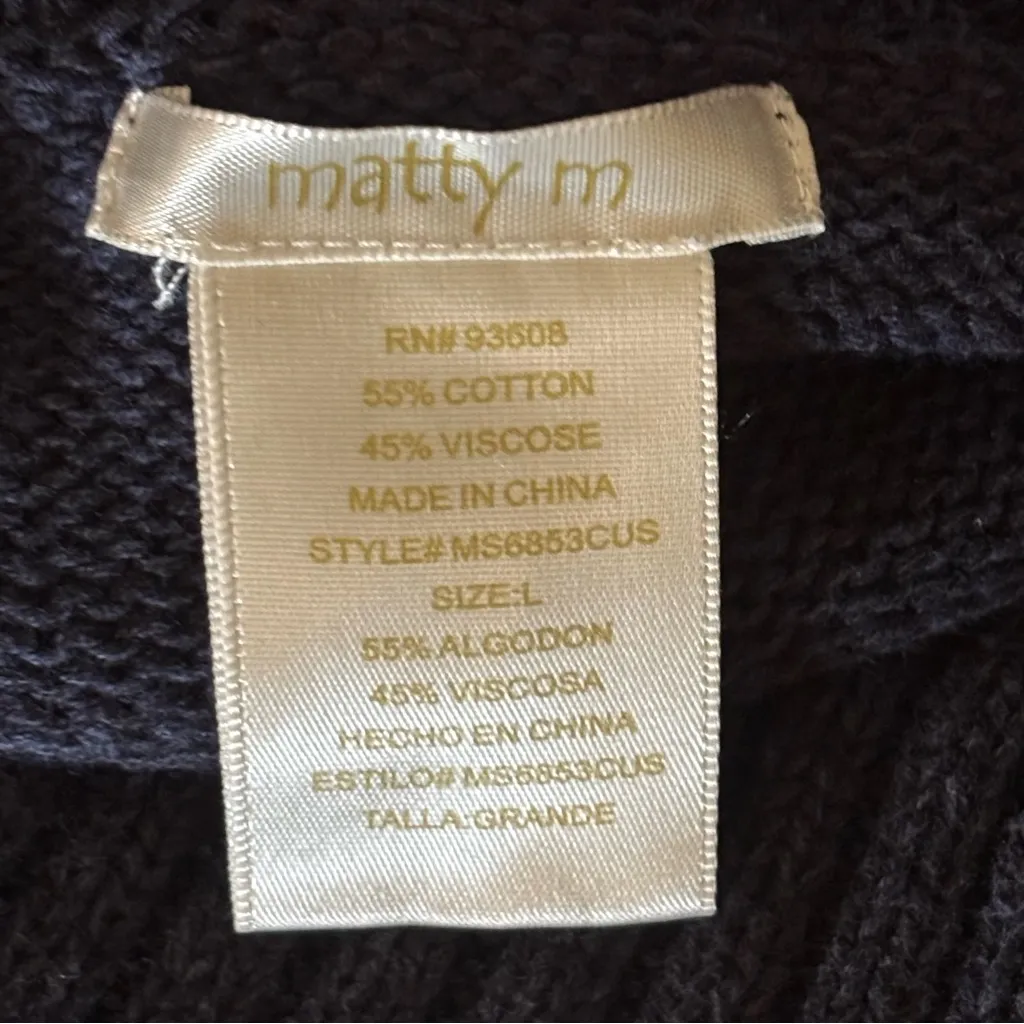 matty m
RN# 93608
55% COTTON
45% VISCOSE
MADE IN CHINA
STYLE# MS6853CUS
SIZE:L
55% ALGODON
45% VISCOSA
HECHO EN CHINA
ESTILO# MS6853CUS
TALLA:GRANDE